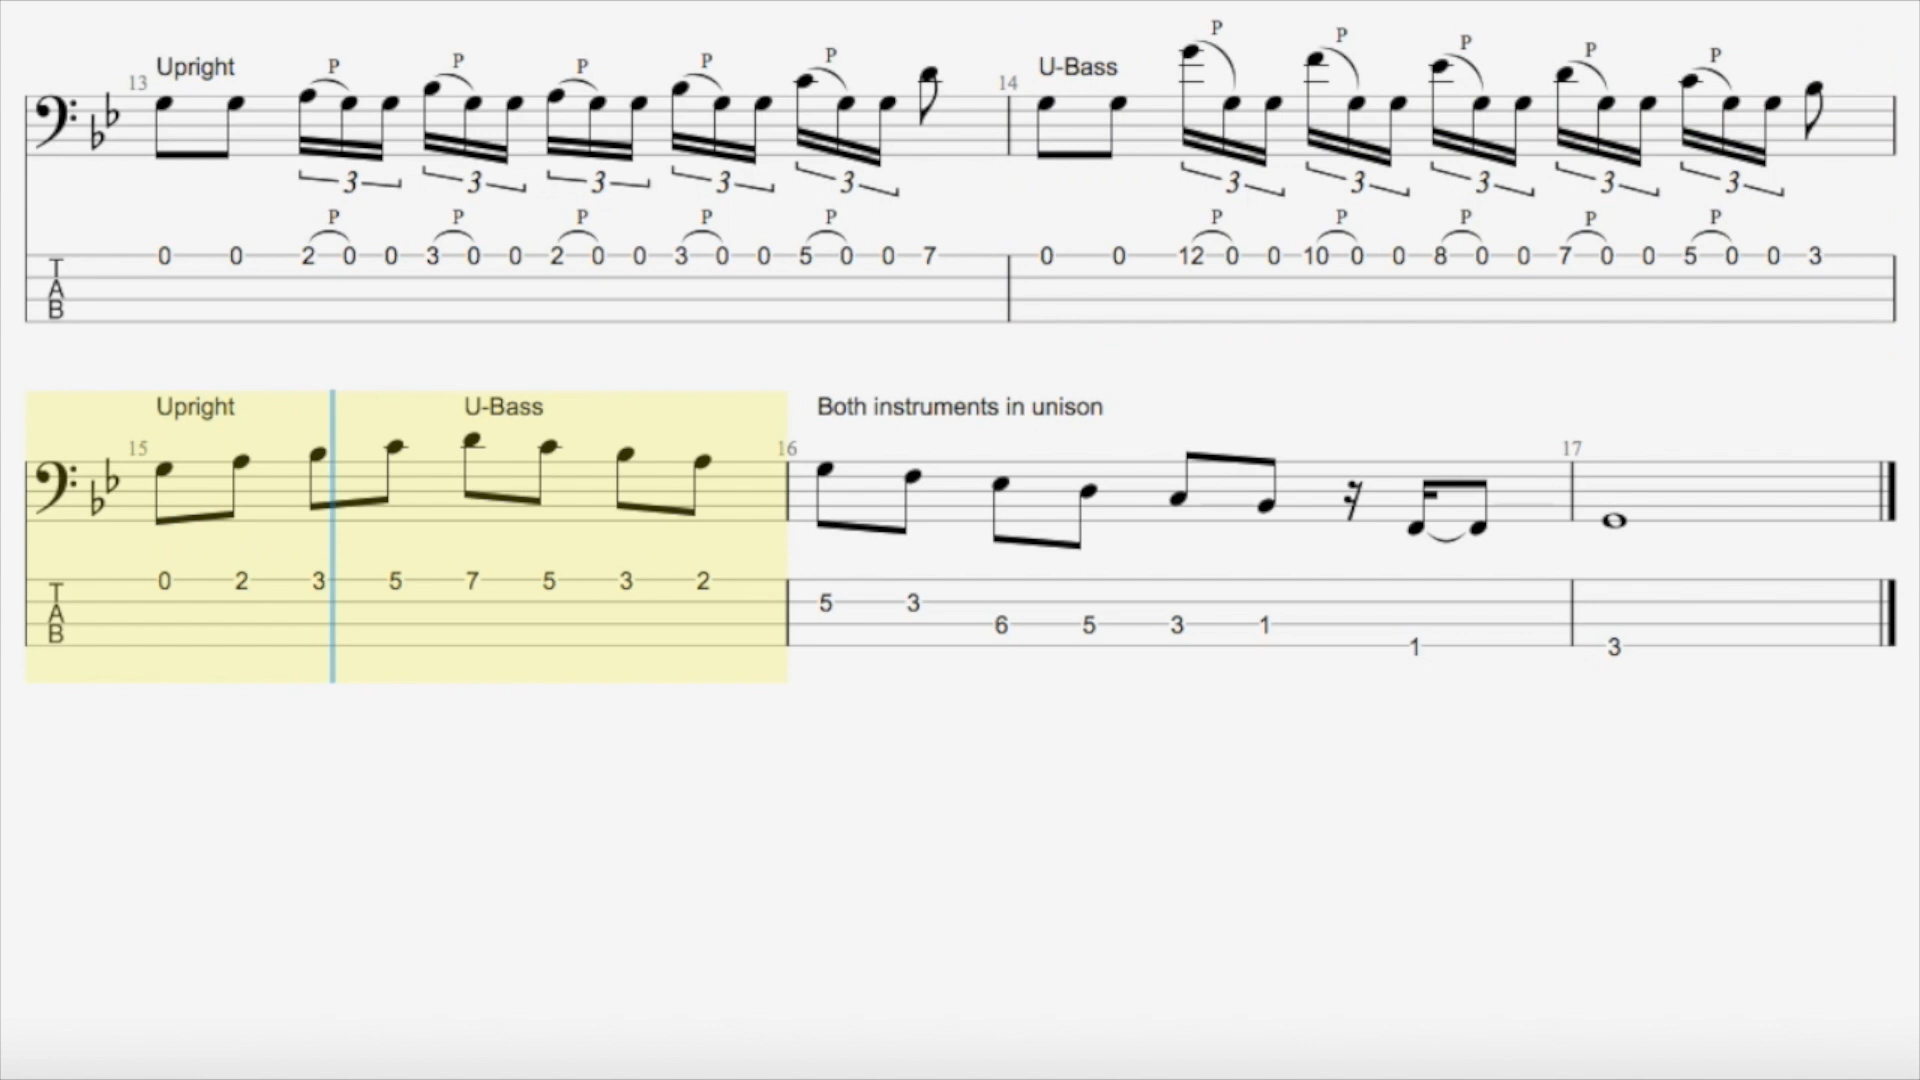 P P P P P P P P P P
13 Upright 14 U-Bass
3 3 3 3 3 3 3 3 3 3
P P P P P P P P P P
TAB 0 0 2 0 0 3 0 0 2 0 0 3 0 0 5 0 0 7 0 0 12 0 0 10 0 0 8 0 0 7 0 0 5 0 0 3
Upright U-Bass Both instruments in unison
15 16 17
TAB 0 2 3 5 7 5 3 2
5 3
6 5 3 1
1 3